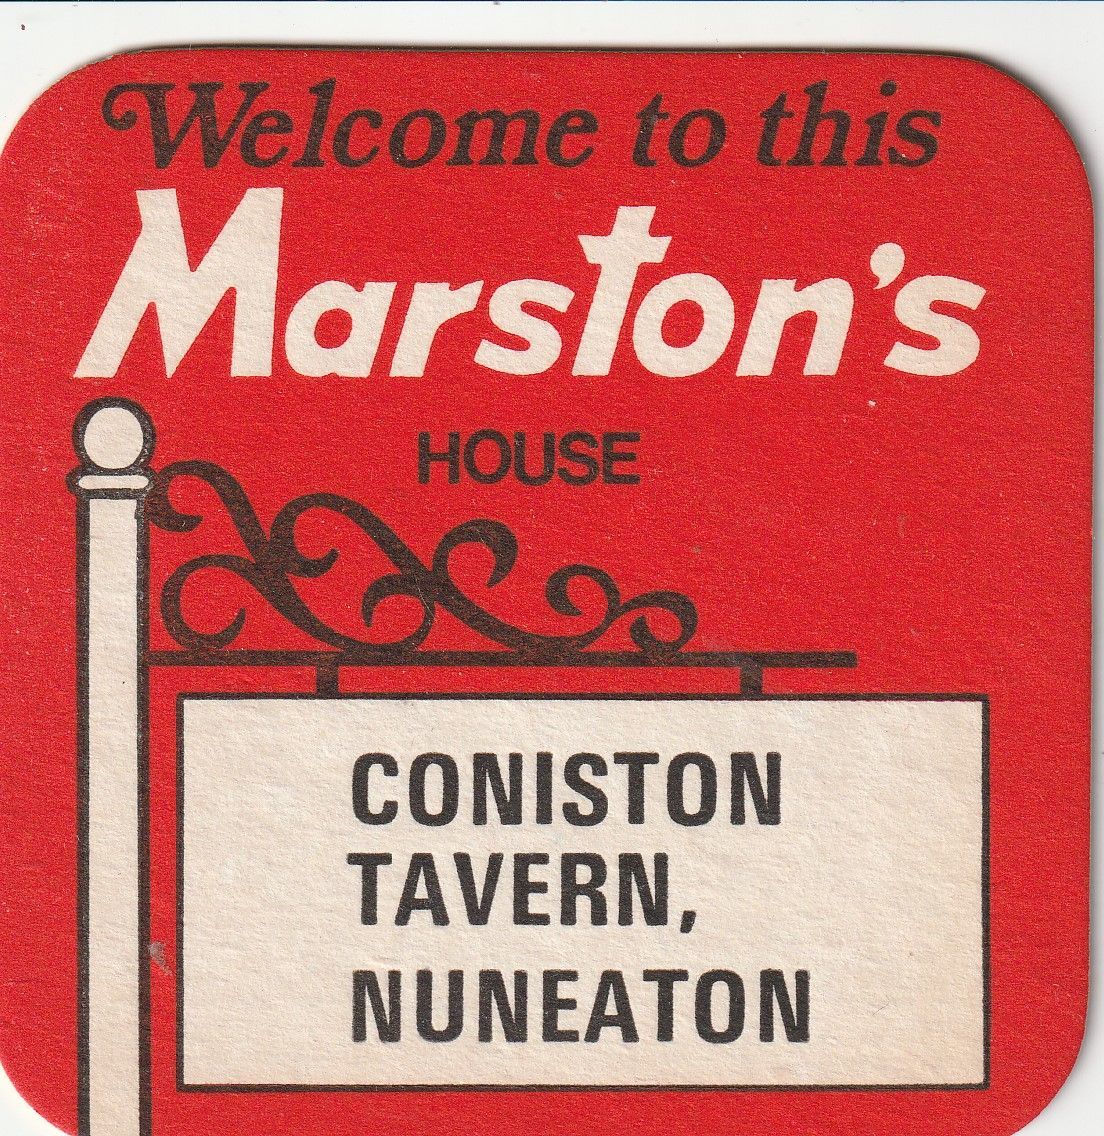 Welcome to this
Marston's
HOUSE
CONISTON
TAVERN,
NUNEATON